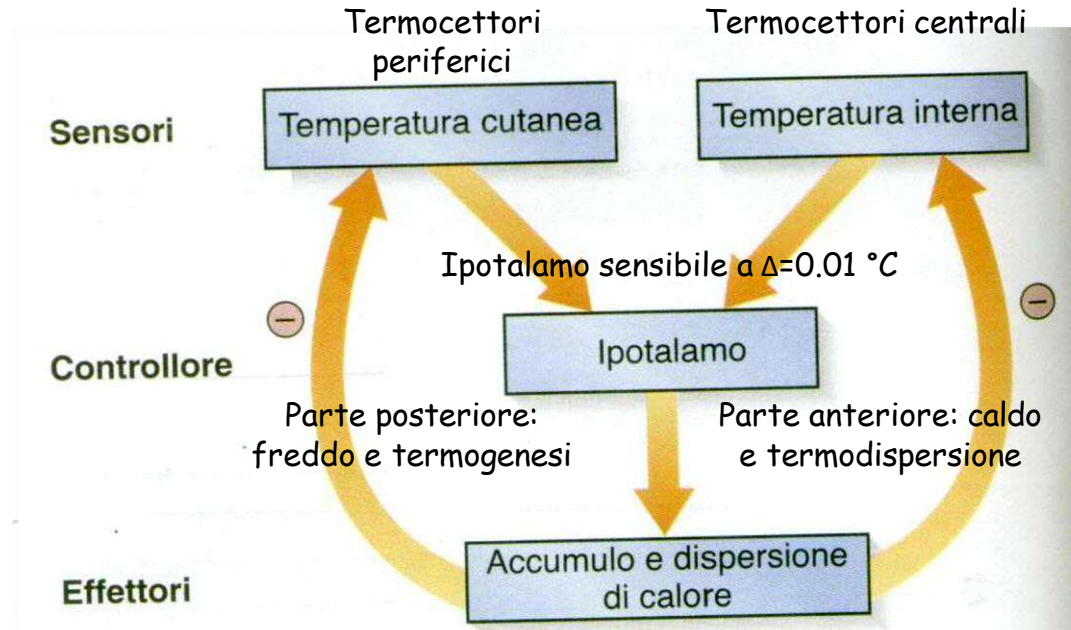 Termocettori
periferici
Termocettori centrali
Sensori
Temperatura cutanea
Temperatura interna
Ipotalamo sensibile a Δ=0.01 °C
−
−
Controllore
Ipotalamo
Parte posteriore:
freddo e termogenesi
Parte anteriore: caldo
e termodispersione
Effettori
Accumulo e dispersione
di calore